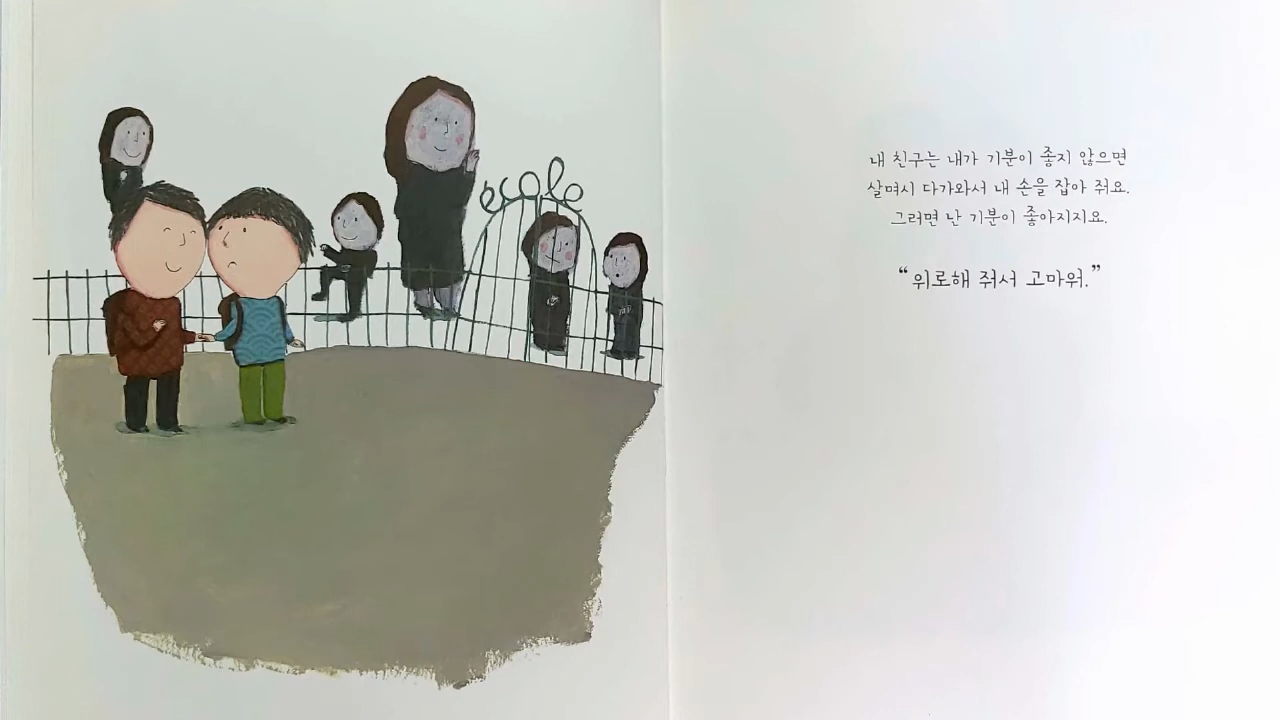 ecole
내 친구는 내가 기분이 좋지 않으면
살며시 다가와서 내 손을 잡아 줘요.
그러면 난 기분이 좋아지지요.
“위로해 줘서 고마워.”